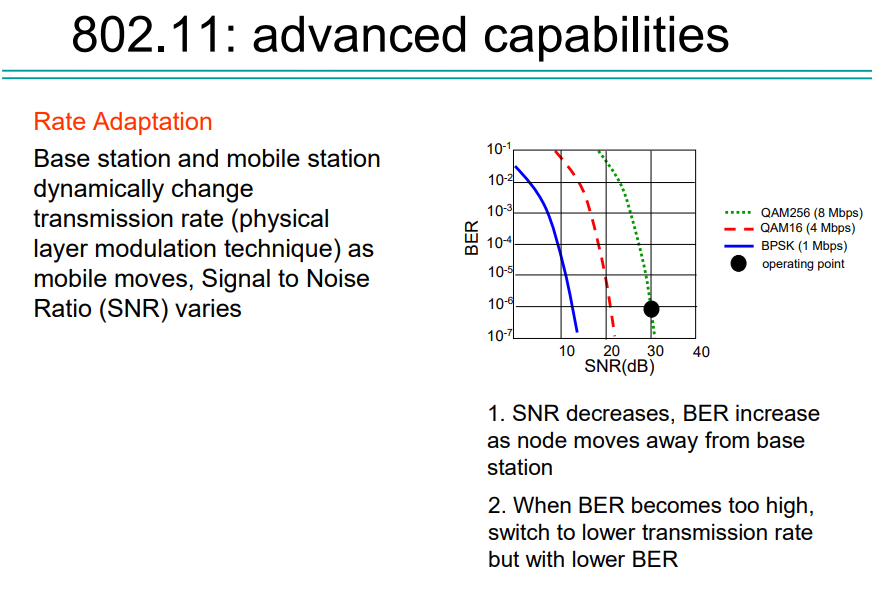 802.11: advanced capabilities
Rate Adaptation
Base station and mobile station
dynamically change
transmission rate (physical
layer modulation technique) as
mobile moves, Signal to Noise
Ratio (SNR) varies
10-1
10-2
10-3
10-4
10-5
10-6
10-7
BER
10 20 30 40
SNR(dB)
QAM256 (8 Mbps)
QAM16 (4 Mbps)
BPSK (1 Mbps)
operating point
1. SNR decreases, BER increase
as node moves away from base
station
2. When BER becomes too high,
switch to lower transmission rate
but with lower BER